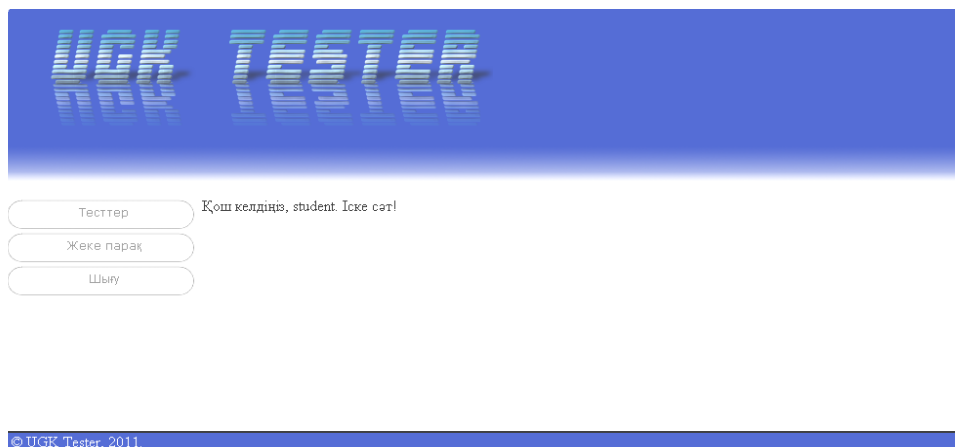 UGK TESTER
Тесттер
Қош келдіңіз, student. Іске сәт!
Жеке парақ
Шығу
© UGK Tester, 2011.